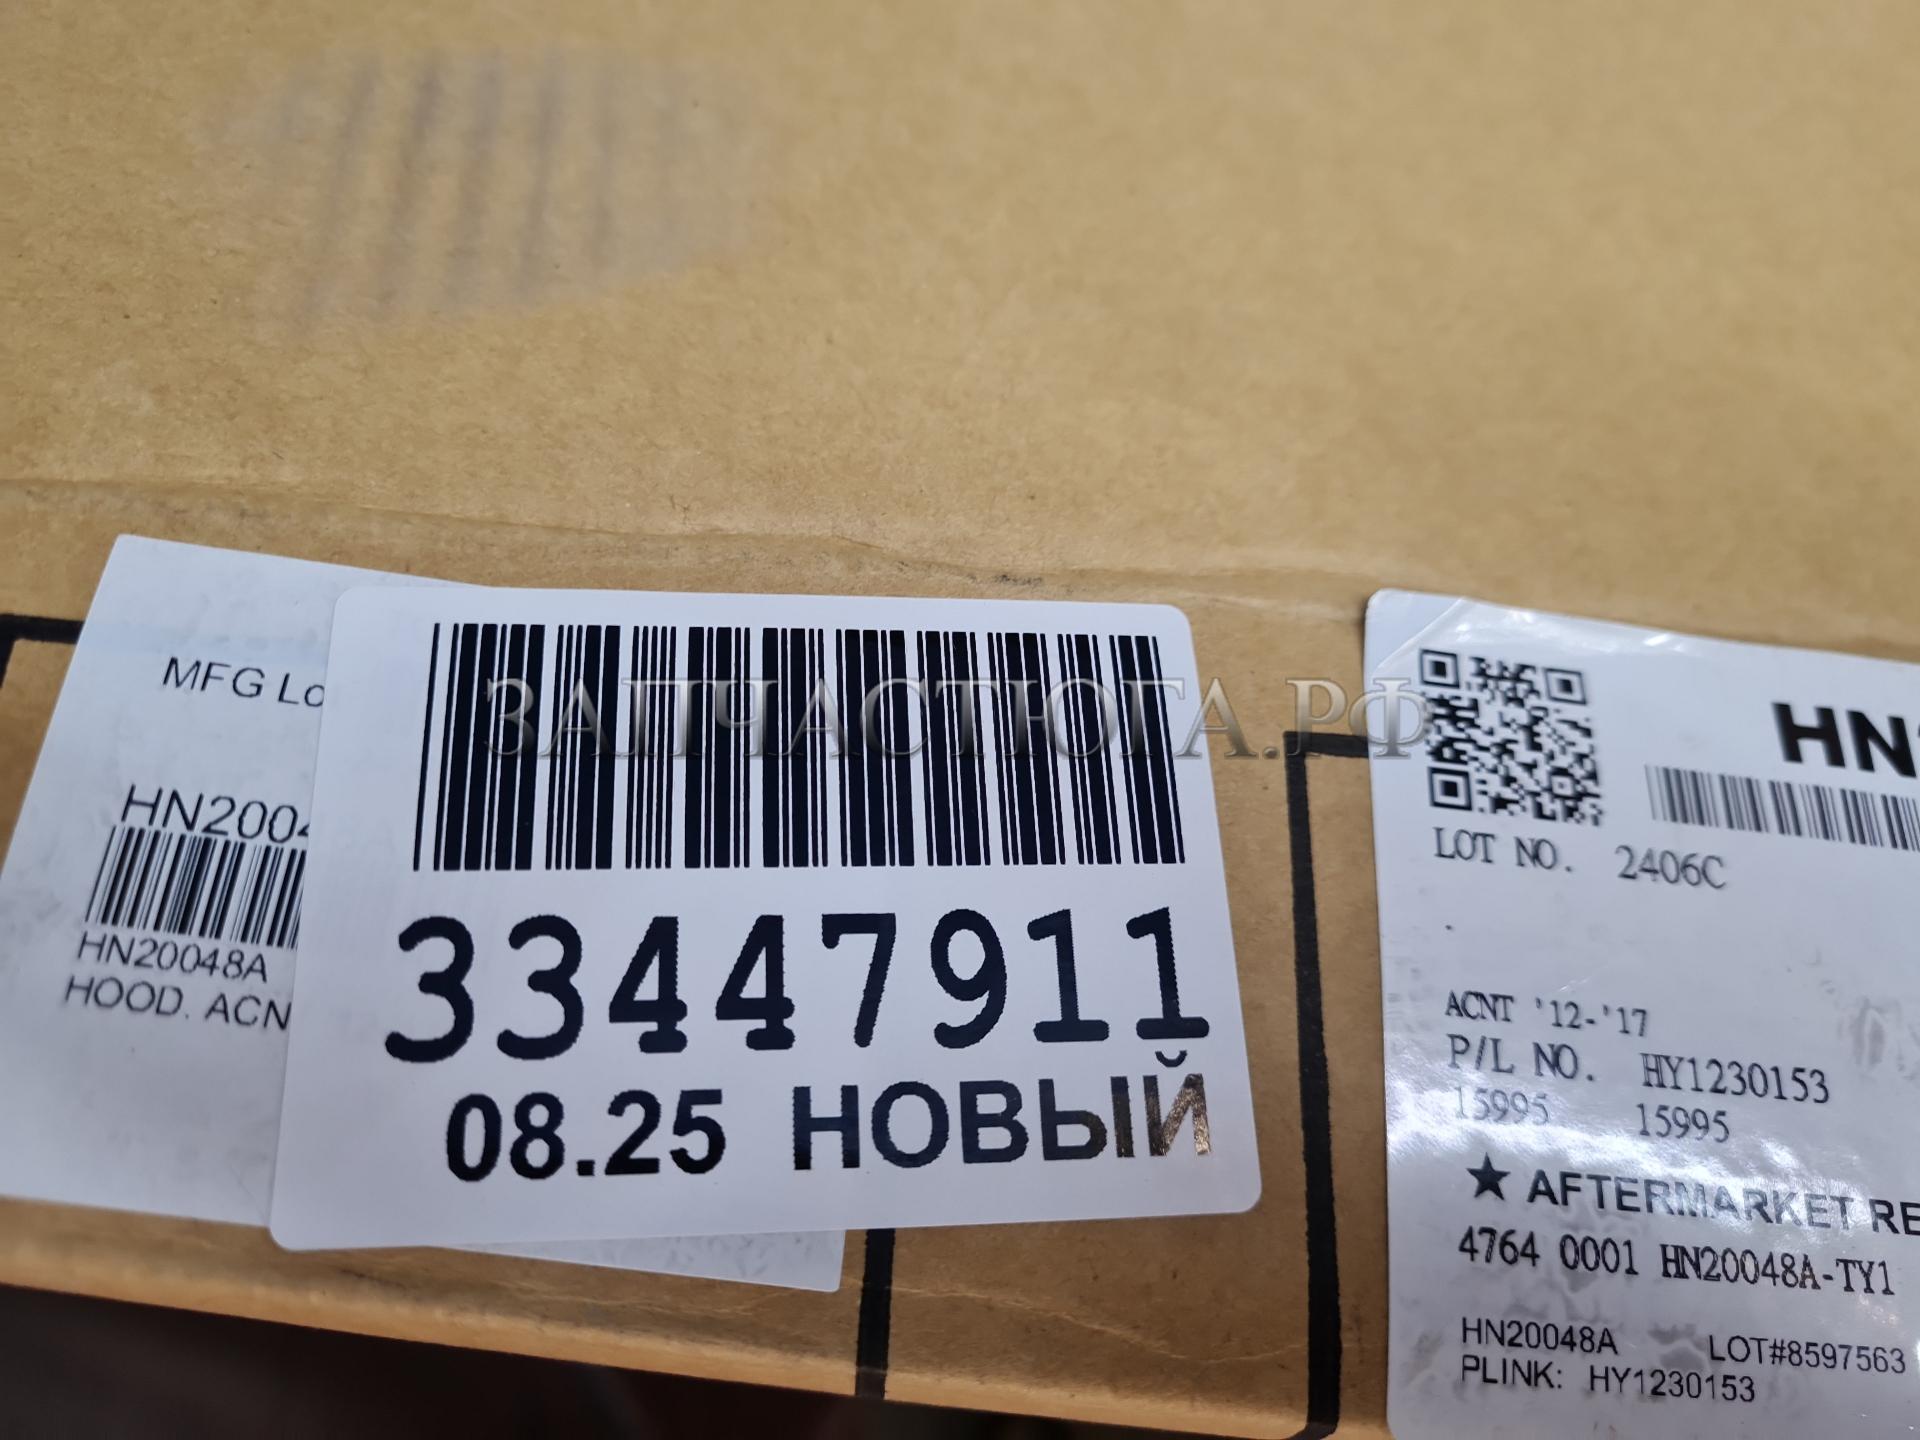 MFG Lo
HN2004
HN20048A
HOOD. ACN
ЗАПЧАСТЮГА.РФ
33447911
08.25 НОВЫЙ
HN
LOT NO. 2406C
ACNT '12-'17
P/L NO. HY1230153
15995 15995
★ AFTERMARKET RE
4764 0001 HN20048A-TY1
HN20048A LOT#8597563
PLINK: HY1230153